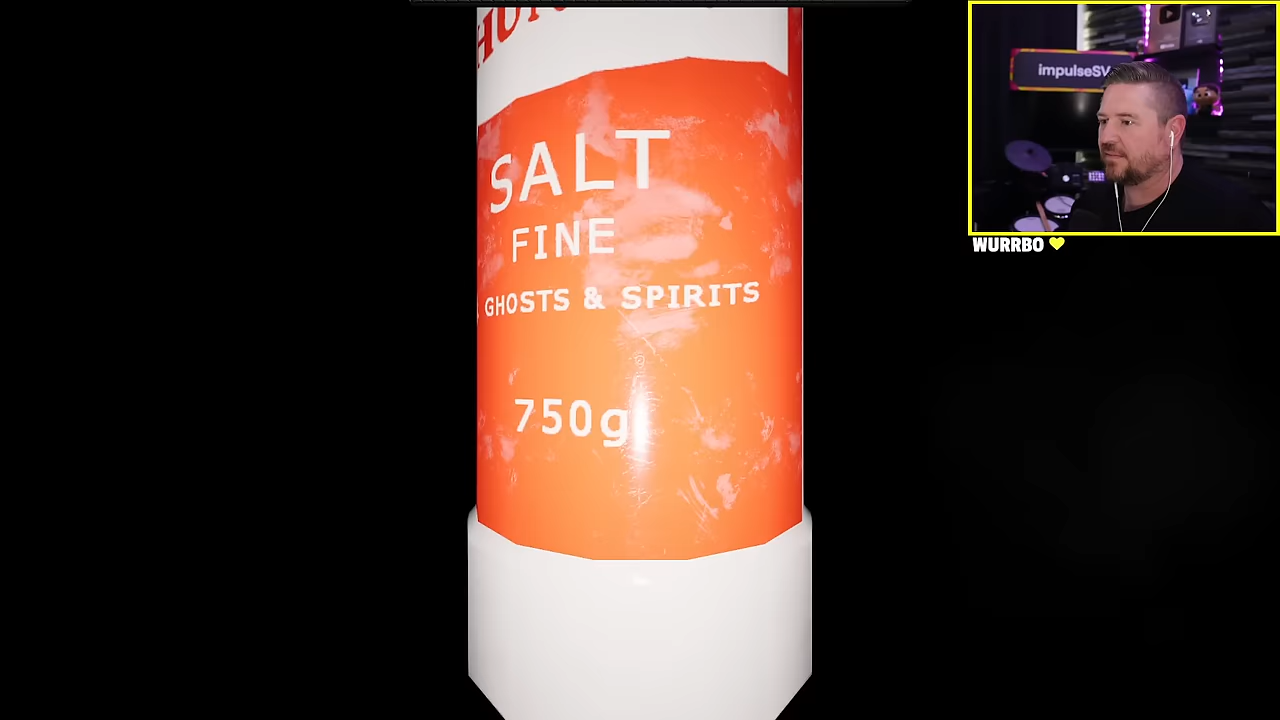 SALT
FINE
GHOSTS & SPIRITS
750g
impulseSV
WURRBO 💛